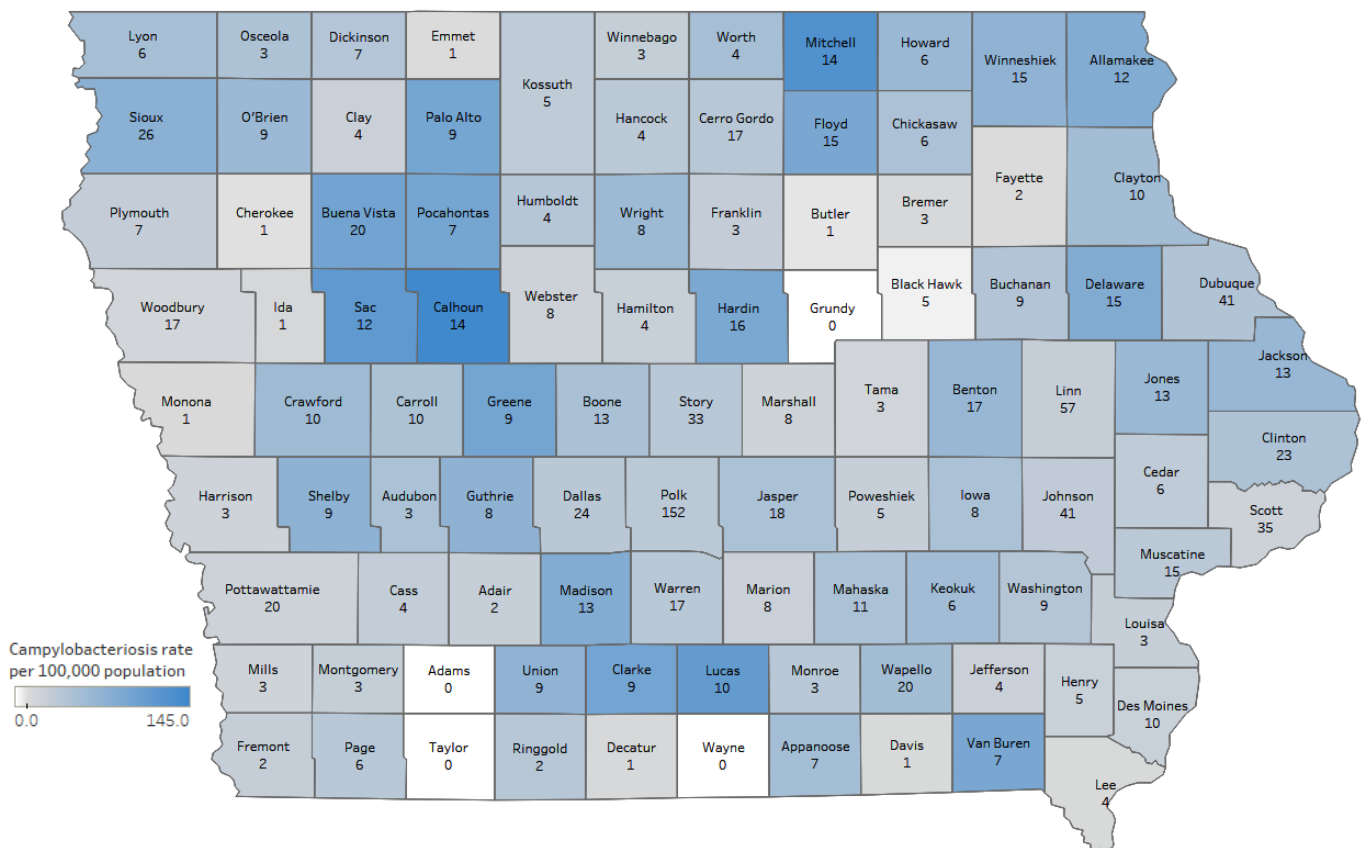 Lyon
6
Osceola
3
Dickinson
7
Emmet
1
Kossuth
5
Winnebago
3
Worth
4
Mitchell
14
Howard
6
Winneshiek
15
Allamakee
12
Sioux
26
O'Brien
9
Clay
4
Palo Alto
9
Hancock
4
Cerro Gordo
17
Floyd
15
Chickasaw
6
Fayette
2
Clayton
10
Plymouth
7
Cherokee
1
Buena Vista
20
Pocahontas
7
Humboldt
4
Wright
8
Franklin
3
Butler
1
Bremer
3
Woodbury
17
Ida
1
Sac
12
Calhoun
14
Webster
8
Hamilton
4
Hardin
16
Grundy
0
Black Hawk
5
Buchanan
9
Delaware
15
Dubuque
41
Monona
1
Crawford
10
Carroll
10
Greene
9
Boone
13
Story
33
Marshall
8
Tama
3
Benton
17
Linn
57
Jones
13
Jackson
13
Clinton
23
Harrison
3
Shelby
9
Audubon
3
Guthrie
8
Dallas
24
Polk
152
Jasper
18
Poweshiek
5
Iowa
8
Johnson
41
Cedar
6
Scott
35
Muscatine
15
Pottawattamie
20
Cass
4
Adair
2
Madison
13
Warren
17
Marion
8
Mahaska
11
Keokuk
6
Washington
9
Louisa
3
Mills
3
Montgomery
3
Adams
0
Union
9
Clarke
9
Lucas
10
Monroe
3
Wapello
20
Jefferson
4
Henry
5
Des Moines
10
Fremont
2
Page
6
Taylor
0
Ringgold
2
Decatur
1
Wayne
0
Appanoose
7
Davis
1
Van Buren
7
Lee
4
Campylobacteriosis rate
per 100,000 population
0.0
145.0